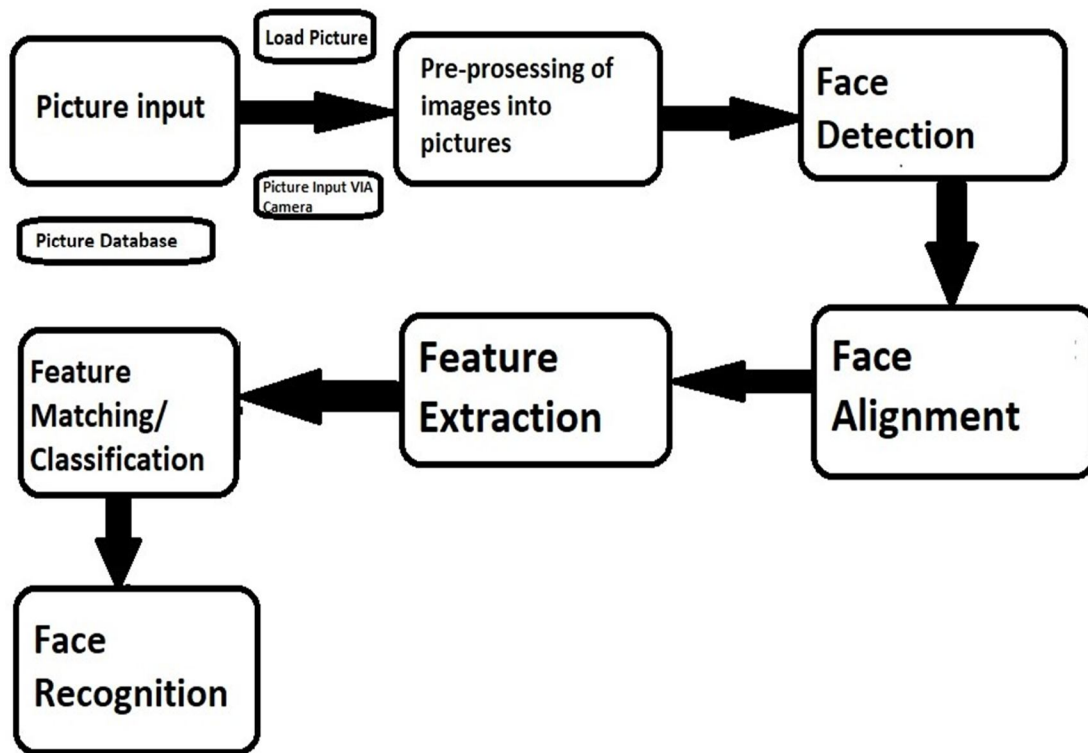 Load Picture
Picture input
Pre-prosessing of
images into
pictures
Face
Detection
Picture Input VIA
Camera
Picture Database
Face
Alignment
Feature
Extraction
Feature
Matching/
Classification
Face
Recognition